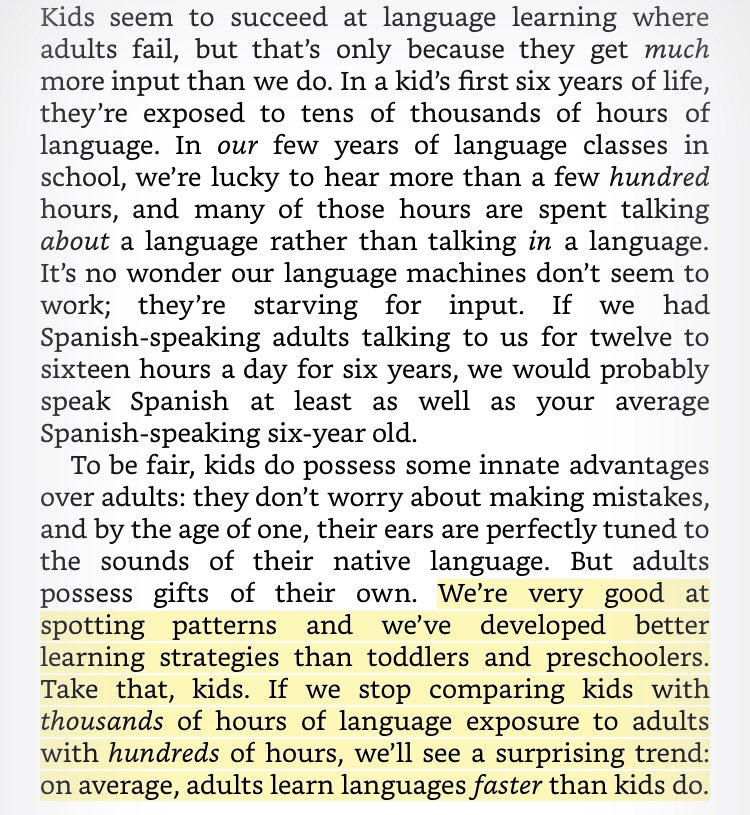 Kids seem to succeed at language learning where
adults fail, but that’s only because they get much
more input than we do. In a kid’s first six years of life,
they’re exposed to tens of thousands of hours of
language. In our few years of language classes in
school, we’re lucky to hear more than a few hundred
hours, and many of those hours are spent talking
about a language rather than talking in a language.
It’s no wonder our language machines don’t seem to
work; they’re starving for input. If we had
Spanish-speaking adults talking to us for twelve to
sixteen hours a day for six years, we would probably
speak Spanish at least as well as your average
Spanish-speaking six-year old.
To be fair, kids do possess some innate advantages
over adults: they don’t worry about making mistakes,
and by the age of one, their ears are perfectly tuned to
the sounds of their native language. But adults
possess gifts of their own. We’re very good at
spotting patterns and we’ve developed better
learning strategies than toddlers and preschoolers.
Take that, kids. If we stop comparing kids with
thousands of hours of language exposure to adults
with hundreds of hours, we’ll see a surprising trend:
on average, adults learn languages faster than kids do.